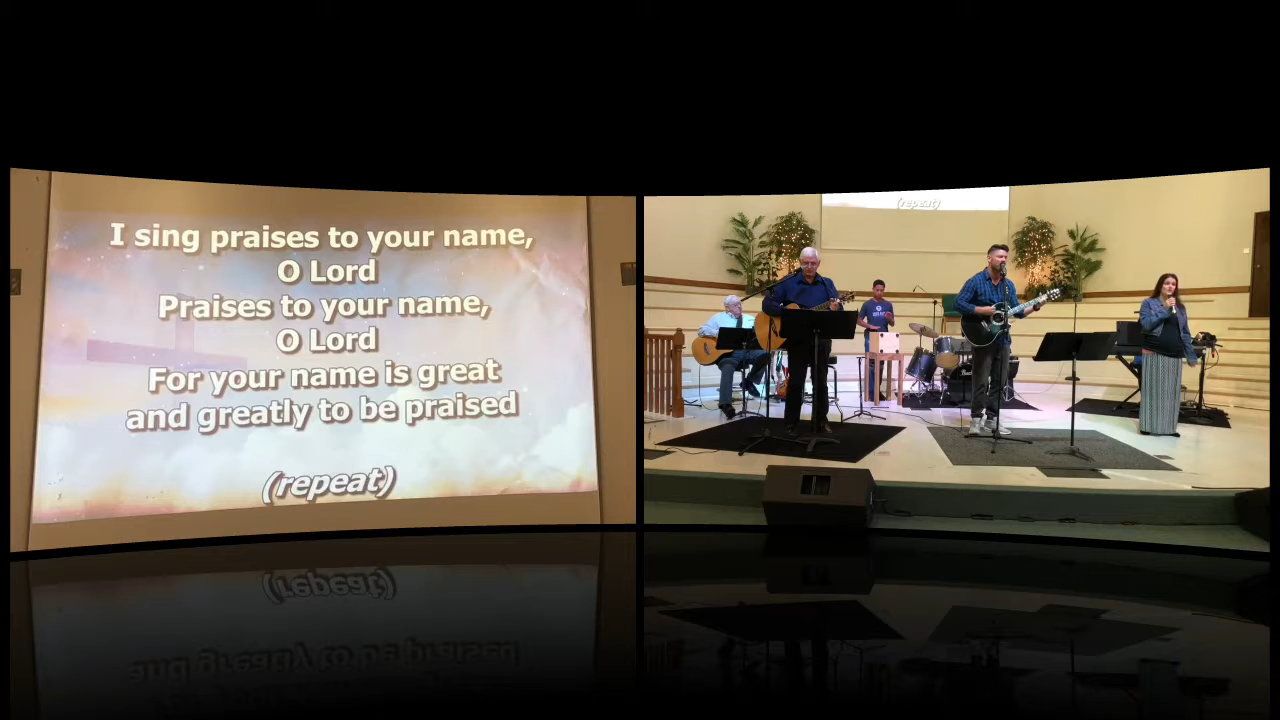 I sing praises to your name,
O Lord
Praises to your name,
O Lord
For your name is great
and greatly to be praised
(repeat)
(repeat)